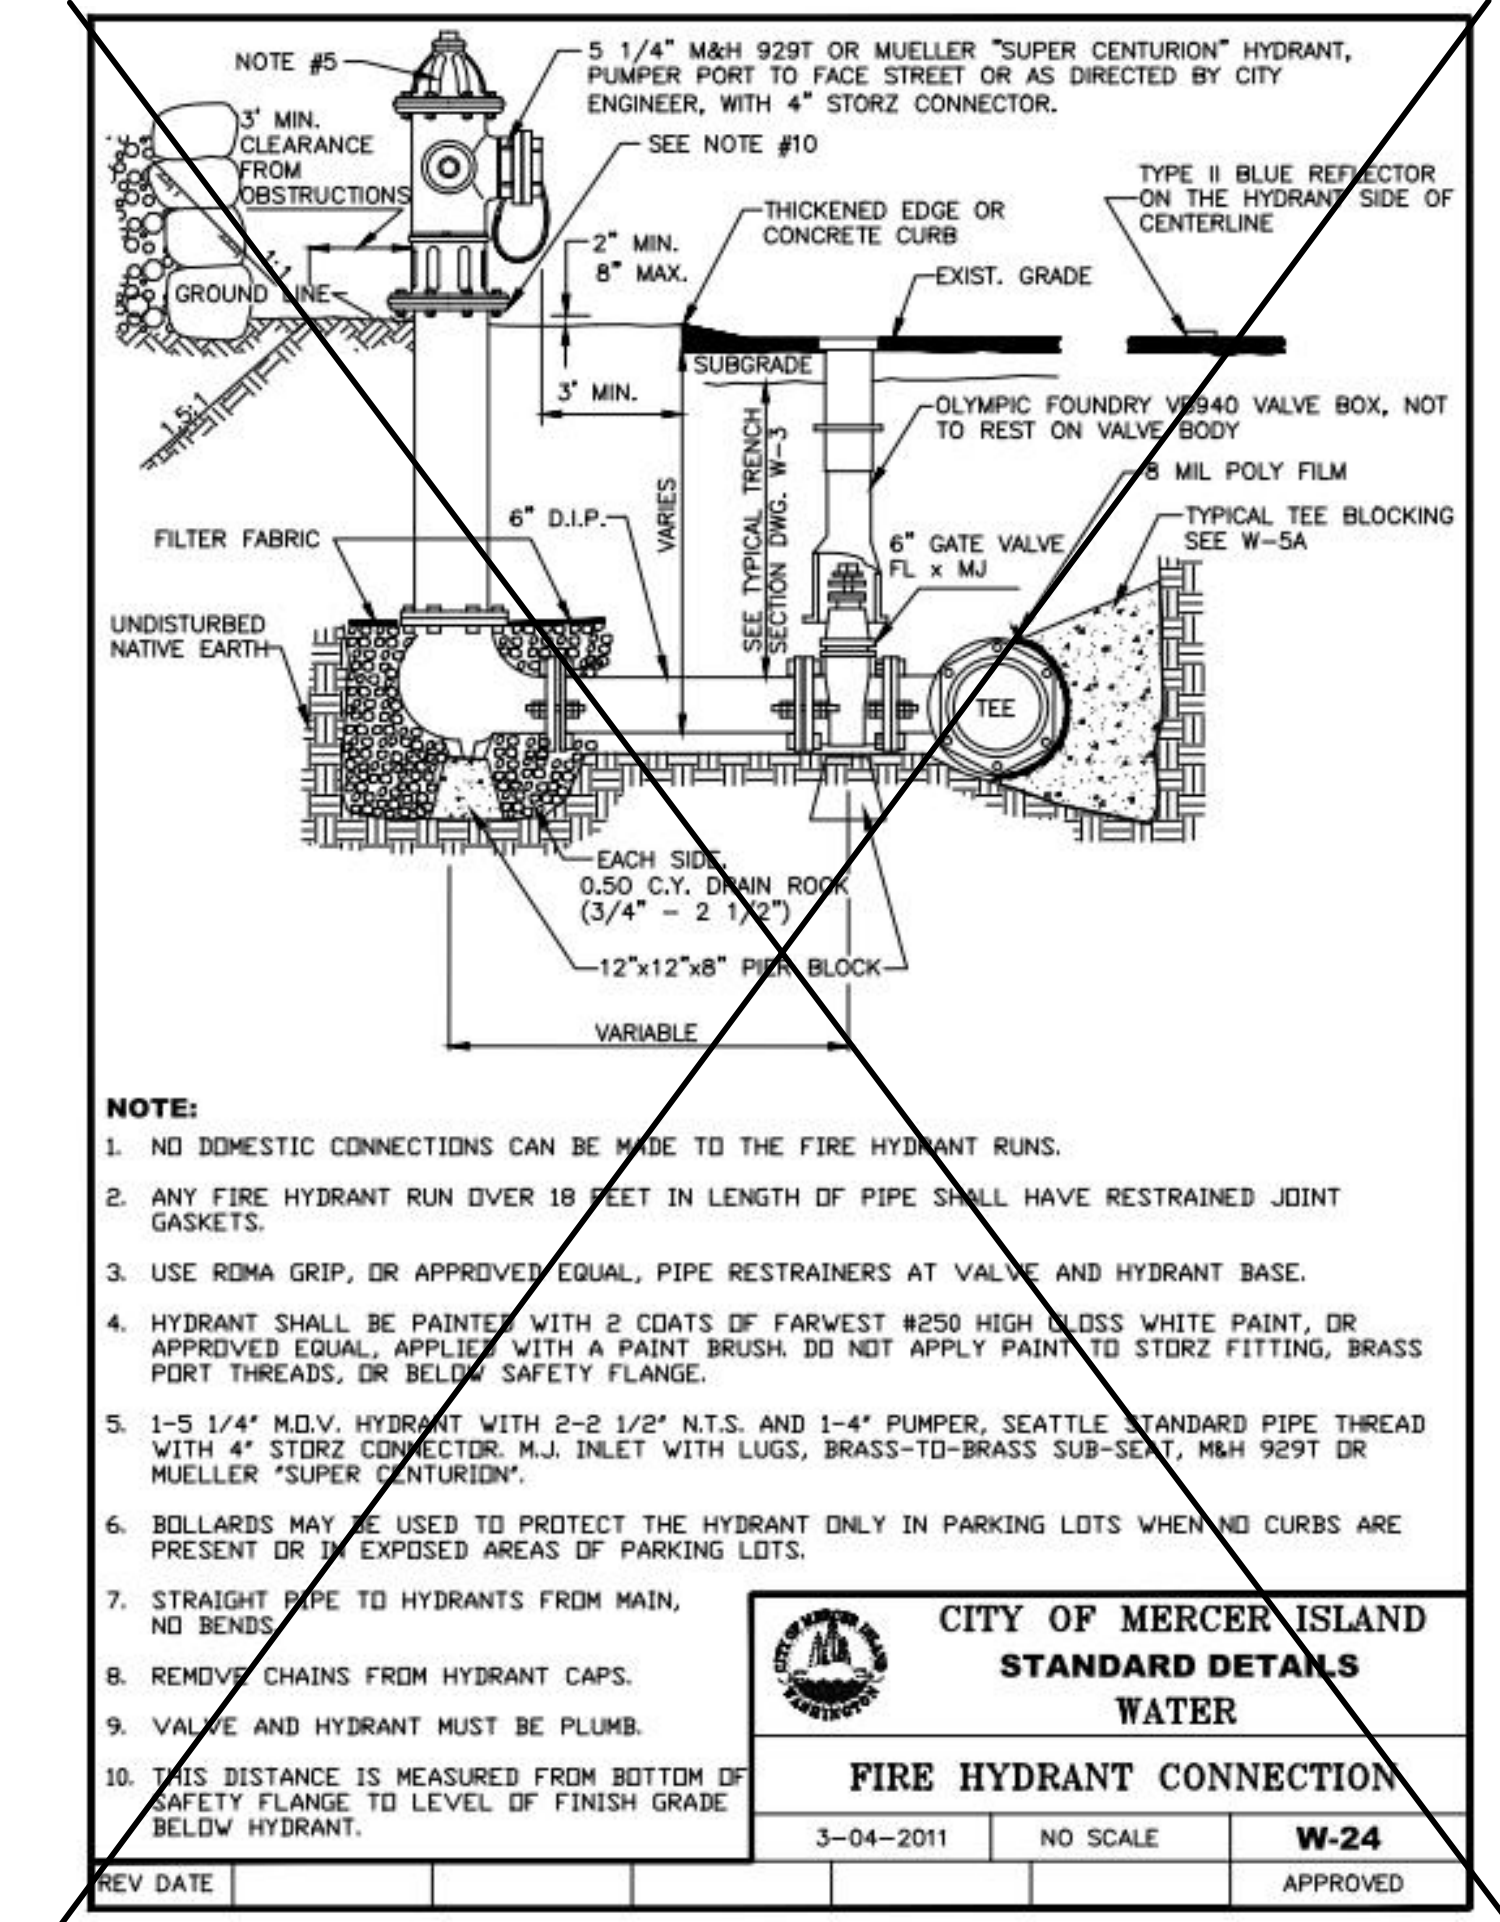 NOTE #5
5 1/4" M&H 929T OR MUELLER "SUPER CENTURION" HYDRANT,
PUMPER PORT TO FACE STREET OR AS DIRECTED BY CITY
ENGINEER, WITH 4" STORZ CONNECTOR.
3' MIN.
CLEARANCE
FROM
OBSTRUCTIONS
SEE NOTE #10
TYPE II BLUE REFLECTOR
ON THE HYDRANT SIDE OF
CENTERLINE
THICKENED EDGE OR
CONCRETE CURB
2" MIN.
8" MAX.
1:1
EXIST. GRADE
GROUND LINE
SUBGRADE
3' MIN.
1.5:1
OLYMPIC FOUNDRY VB940 VALVE BOX, NOT
TO REST ON VALVE BODY
8 MIL POLY FILM
SEE TYPICAL TRENCH
SECTION DWG. W-3
VARIES
6" D.I.P.
TYPICAL TEE BLOCKING
SEE W-5A
FILTER FABRIC
6" GATE VALVE
FL x MJ
UNDISTURBED
NATIVE EARTH
TEE
EACH SIDE,
0.50 C.Y. DRAIN ROCK
(3/4" - 2 1/2")
12"x12"x8" PIER BLOCK
VARIABLE
NOTE:
1. NO DOMESTIC CONNECTIONS CAN BE MADE TO THE FIRE HYDRANT RUNS.
2. ANY FIRE HYDRANT RUN OVER 18 FEET IN LENGTH OF PIPE SHALL HAVE RESTRAINED JOINT
GASKETS.
3. USE ROMA GRIP, OR APPROVED EQUAL, PIPE RESTRAINERS AT VALVE AND HYDRANT BASE.
4. HYDRANT SHALL BE PAINTED WITH 2 COATS OF FARWEST #250 HIGH GLOSS WHITE PAINT, OR
APPROVED EQUAL, APPLIED WITH A PAINT BRUSH. DO NOT APPLY PAINT TO STORZ FITTING, BRASS
PORT THREADS, OR BELOW SAFETY FLANGE.
5. 1-5 1/4" M.O.V. HYDRANT WITH 2-2 1/2" N.T.S. AND 1-4" PUMPER, SEATTLE STANDARD PIPE THREAD
WITH 4" STORZ CONNECTOR. M.J. INLET WITH LUGS, BRASS-TO-BRASS SUB-SEAT, M&H 929T OR
MUELLER "SUPER CENTURION".
6. BOLLARDS MAY BE USED TO PROTECT THE HYDRANT ONLY IN PARKING LOTS WHEN NO CURBS ARE
PRESENT OR IN EXPOSED AREAS OF PARKING LOTS.
7. STRAIGHT PIPE TO HYDRANTS FROM MAIN,
NO BENDS.
8. REMOVE CHAINS FROM HYDRANT CAPS.
9. VALVE AND HYDRANT MUST BE PLUMB.
10. THIS DISTANCE IS MEASURED FROM BOTTOM OF
SAFETY FLANGE TO LEVEL OF FINISH GRADE
BELOW HYDRANT.
CITY OF MERCER ISLAND
WASHINGTON
CITY OF MERCER ISLAND
STANDARD DETAILS
WATER
FIRE HYDRANT CONNECTION
3-04-2011
NO SCALE
W-24
REV DATE
APPROVED